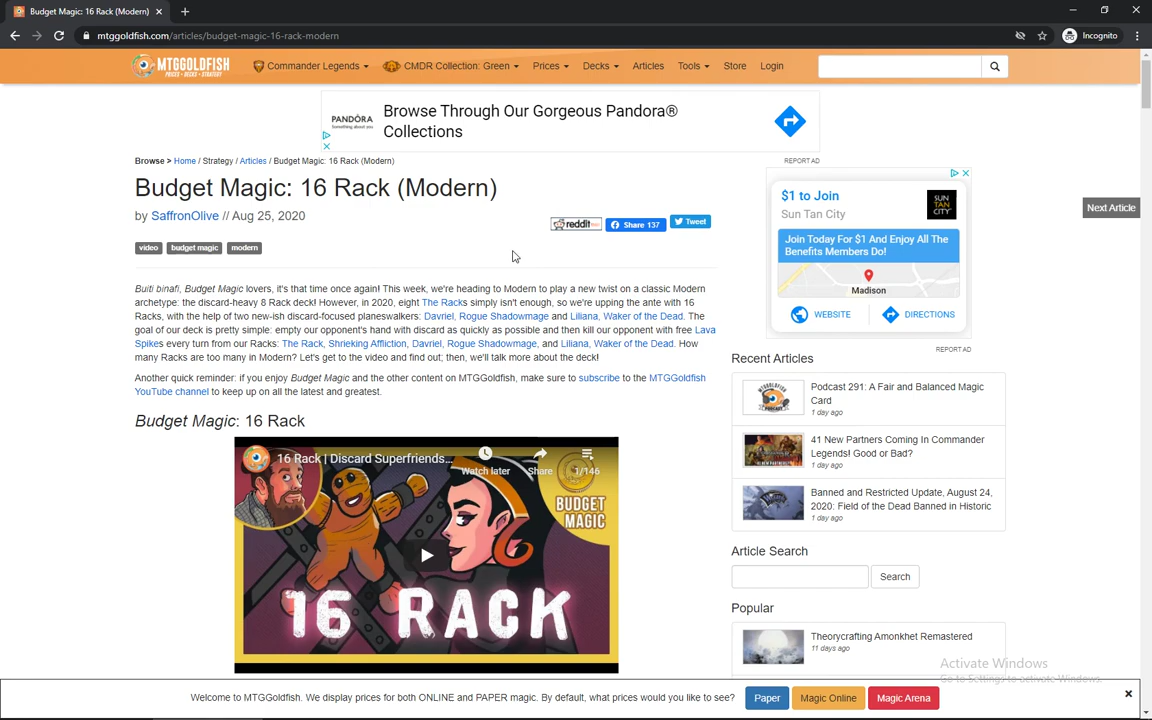 Budget Magic: 16 Rack (Modern)
mtggoldfish.com/articles/budget-magic-16-rack-modern
Incognito
MTGGOLDFISH
PRICES - DECKS - STRATEGY
Commander Legends
CMDR Collection: Green
Prices
Decks
Articles
Tools
Store
Login
PANDÖRA
Something about you
Browse Through Our Gorgeous Pandora®
Collections
Browse > Home / Strategy / Articles / Budget Magic: 16 Rack (Modern)
REPORT AD
Budget Magic: 16 Rack (Modern)
by SaffronOlive // Aug 25, 2020
reddit
Share 137
Tweet
video
budget magic
modern
$1 to Join
Sun Tan City
SUN
TAN
CITY
Join Today For $1 And Enjoy All The
Benefits Members Do!
Madison
WEBSITE
DIRECTIONS
REPORT AD
Next Article
Buiti binafi, Budget Magic lovers, it's that time once again! This week, we're heading to Modern to play a new twist on a classic Modern
archetype: the discard-heavy 8 Rack deck! However, in 2020, eight The Racks simply isn't enough, so we're upping the ante with 16
Racks, with the help of two new-ish discard-focused planeswalkers: Davriel, Rogue Shadowmage and Liliana, Waker of the Dead. The
goal of our deck is pretty simple: empty our opponent's hand with discard as quickly as possible and then kill our opponent with free Lava
Spikes every turn from our Racks: The Rack, Shrieking Affliction, Davriel, Rogue Shadowmage, and Liliana, Waker of the Dead. How
many Racks are too many in Modern? Let's get to the video and find out; then, we'll talk more about the deck!
Another quick reminder: if you enjoy Budget Magic and the other content on MTGGoldfish, make sure to subscribe to the MTGGoldfish
YouTube channel to keep up on all the latest and greatest.
Budget Magic: 16 Rack
16 Rack | Discard Superfriends...
Watch later
Share
1/146
BUDGET
MAGIC
16 RACK
Recent Articles
MTGGOLDFISH
PODCAST
Podcast 291: A Fair and Balanced Magic
Card
1 day ago
41 New Partners Coming In Commander
Legends! Good or Bad?
1 day ago
Banned and Restricted Update, August 24,
2020: Field of the Dead Banned in Historic
1 day ago
Article Search
Search
Popular
Theorycrafting Amonkhet Remastered
11 days ago
Activate Windows
Go to Settings to activate Windows.
Welcome to MTGGoldfish. We display prices for both ONLINE and PAPER magic. By default, what prices would you like to see?
Paper
Magic Online
Magic Arena